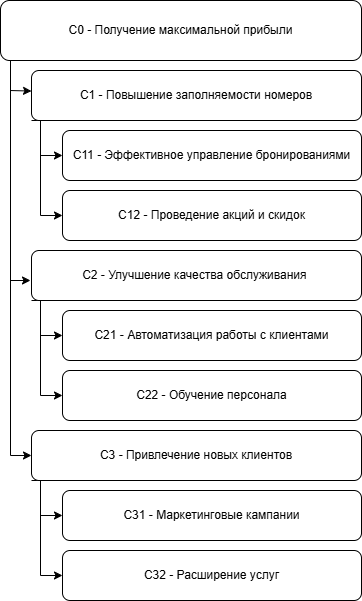 C0 - Получение максимальной прибыли
C1 - Повышение заполняемости номеров
C11 - Эффективное управление бронированиями
C12 - Проведение акций и скидок
C2 - Улучшение качества обслуживания
C21 - Автоматизация работы с клиентами
C22 - Обучение персонала
C3 - Привлечение новых клиентов
C31 - Маркетинговые кампании
C32 - Расширение услуг